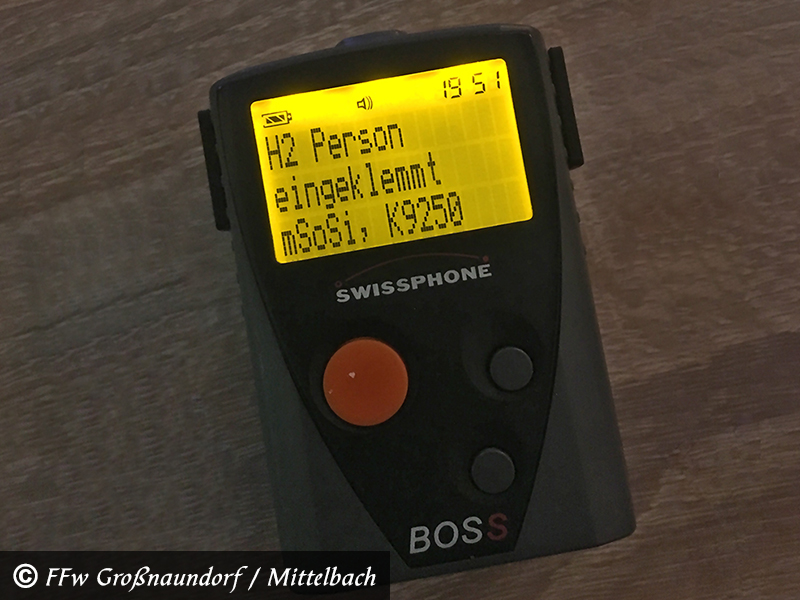 19 51
H2 Person
eingeklemmt
mSoSi, K9250
SWISSPHONE
BOSS
© FFw Großnaundorf / Mittelbach